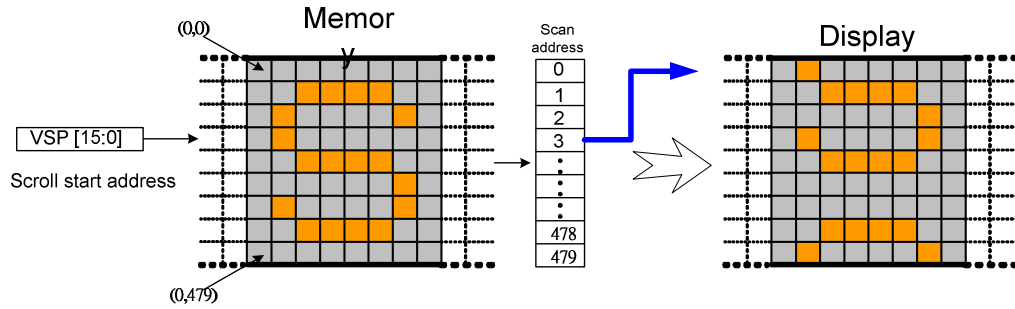 Memor
y
(0,0)
Scan
address
Display
0
1
2
3
478
479
VSP [15:0]
Scroll start address
(0,479)